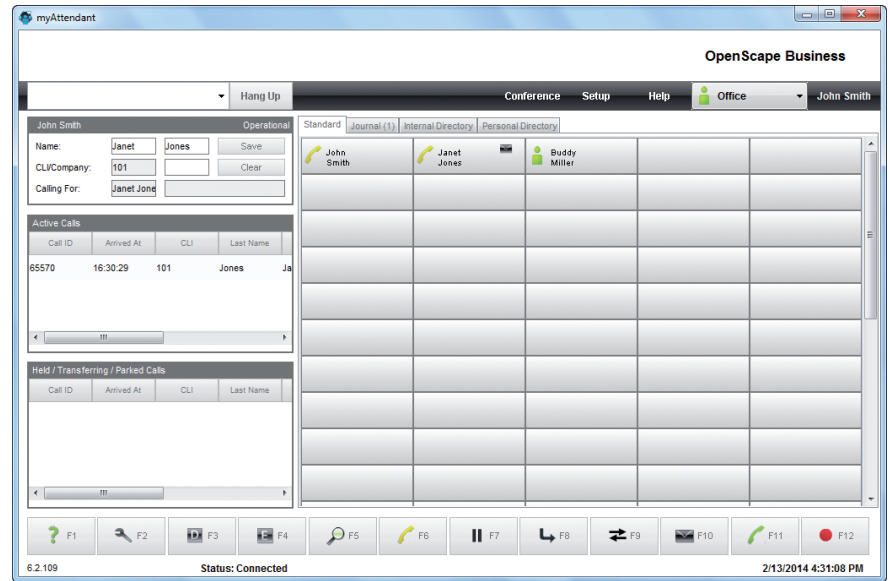 myAttendant
OpenScape Business
Hang Up
Conference Setup Help Office John Smith
John Smith Operational
Name: Janet Jones Save
CLI/Company: 101 Clear
Calling For: Janet Jone
Standard Journal (1) Internal Directory Personal Directory
John
Smith
Janet
Jones
Buddy
Miller
Active Calls
Call ID Arrived At CLI Last Name
65570 16:30:29 101 Jones Ja
Held / Transferring / Parked Calls
Call ID Arrived At CLI Last Name
F1 F2 D F3 E F4 F5 F6 F7 F8 F9 F10 F11 F12
6.2.109 Status: Connected 2/13/2014 4:31:08 PM